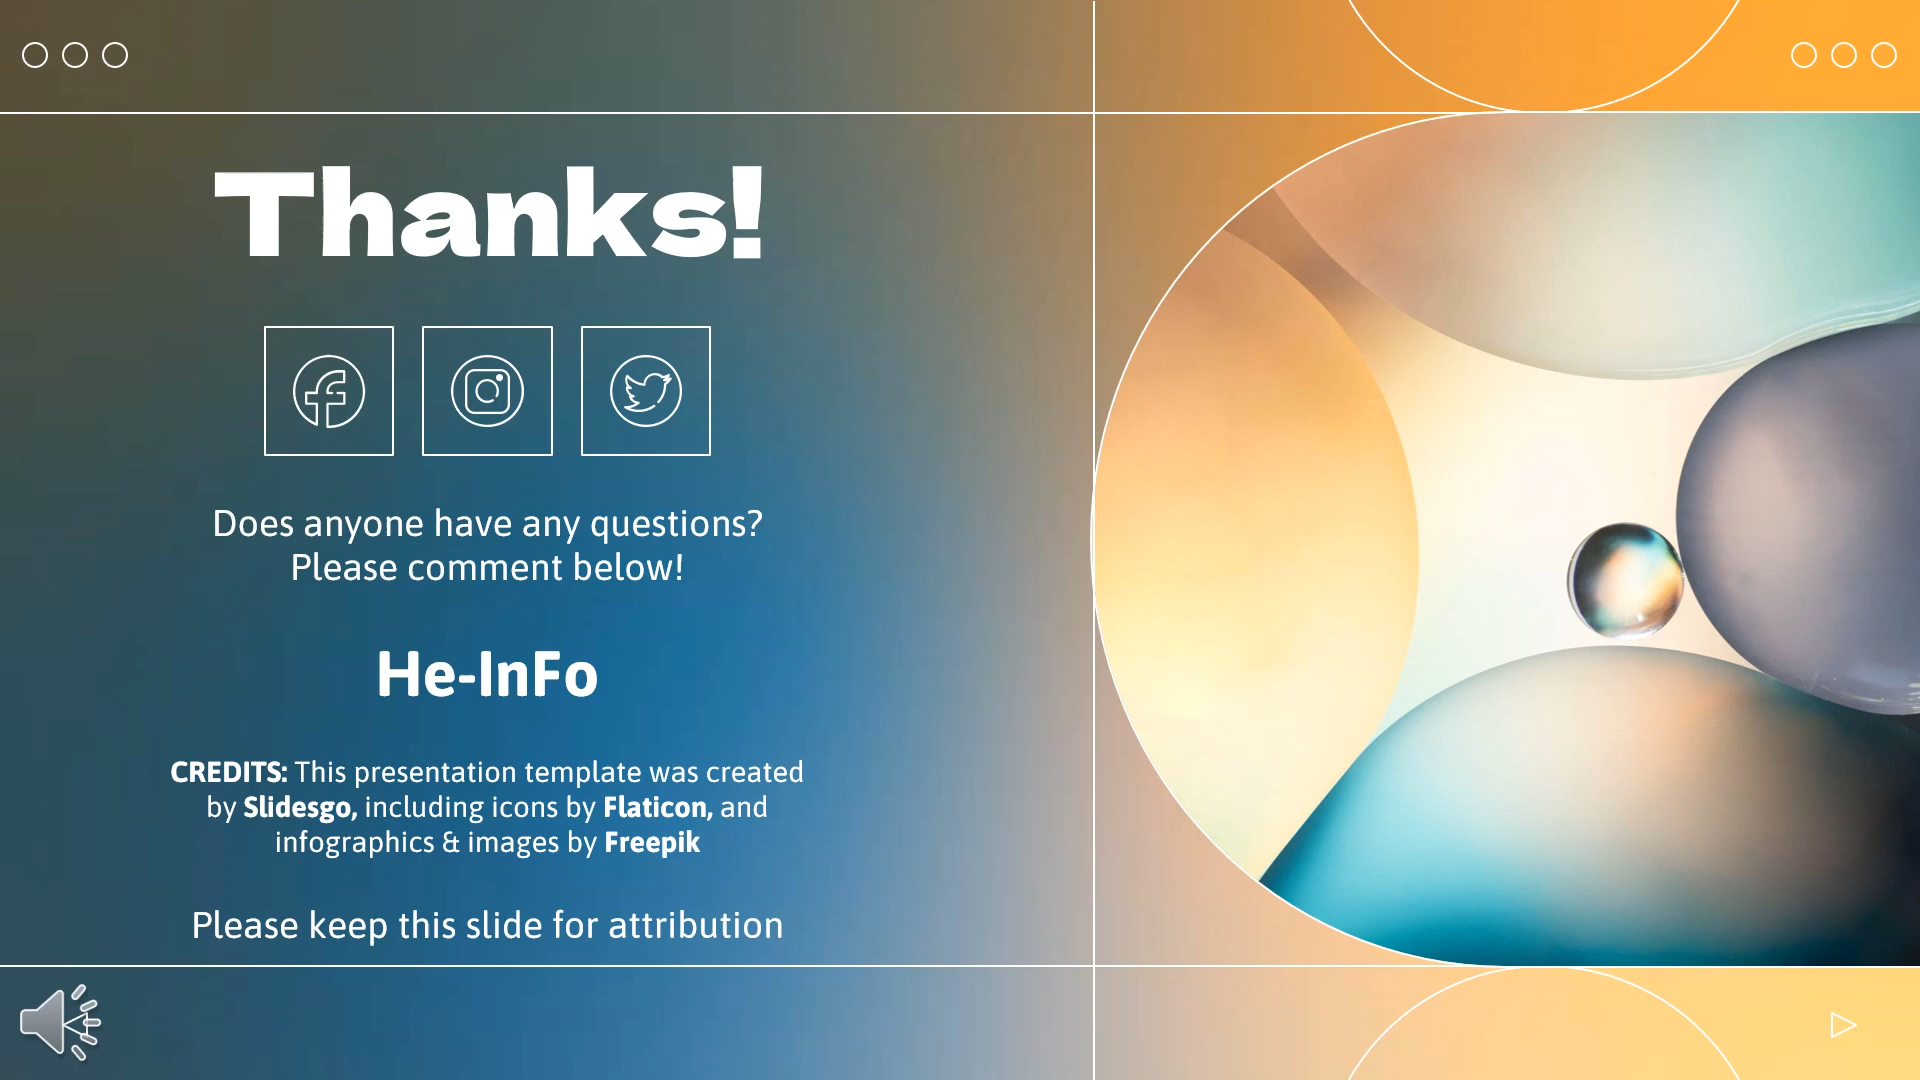 Thanks!
Does anyone have any questions?
Please comment below!
He-InFo
CREDITS: This presentation template was created
by Slidesgo, including icons by Flaticon, and
infographics & images by Freepik
Please keep this slide for attribution